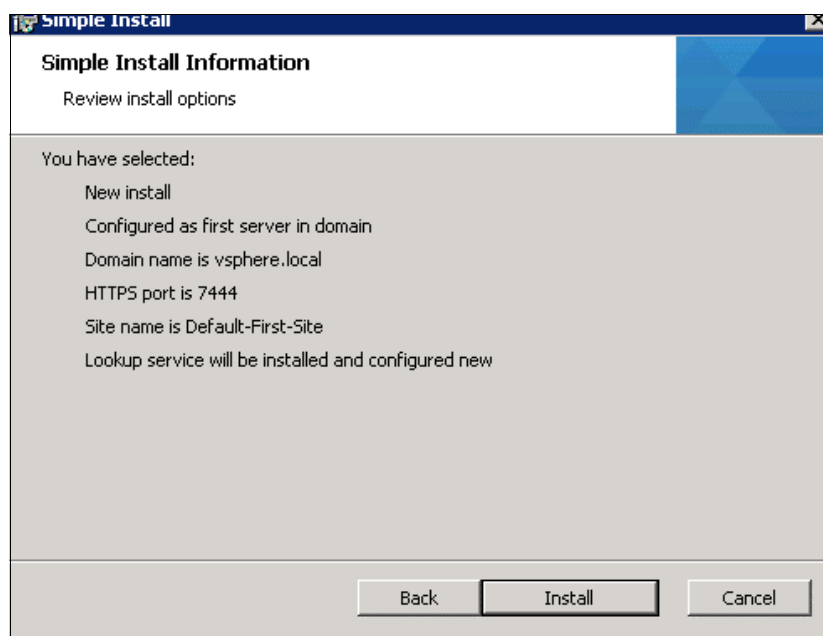 Simple Install
Simple Install Information
Review install options
You have selected:
New install
Configured as first server in domain
Domain name is vsphere.local
HTTPS port is 7444
Site name is Default-First-Site
Lookup service will be installed and configured new
Back
Install
Cancel